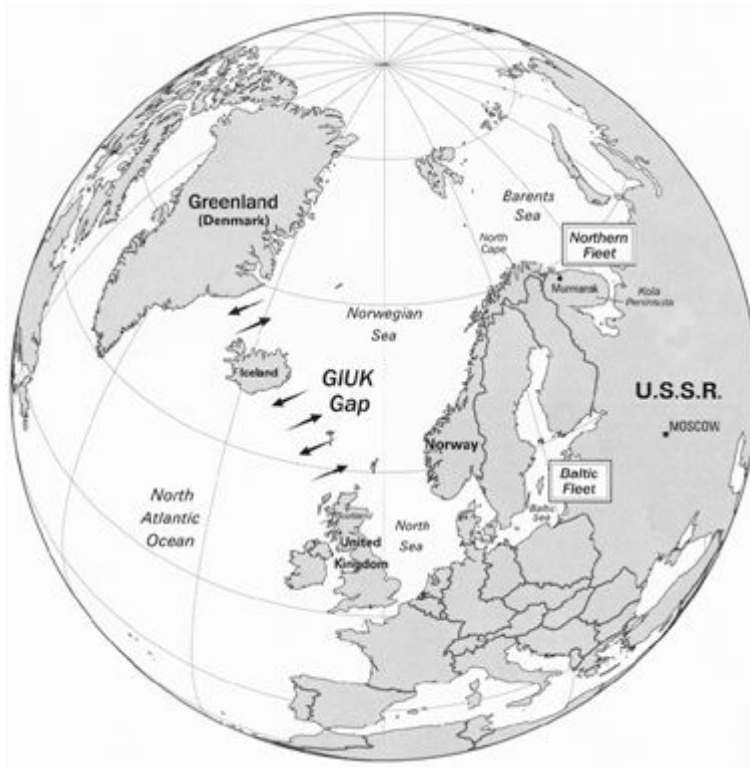 Greenland
(Denmark)
Barents
Sea
North
Cape
Northern
Fleet
Murmansk
Kola
Peninsula
Norwegian
Sea
Iceland
GIUK
Gap
U.S.S.R.
MOSCOW
Norway
Baltic
Fleet
North
Atlantic
Ocean
Baltic
Sea
Scotland
North
Sea
United
Kingdom